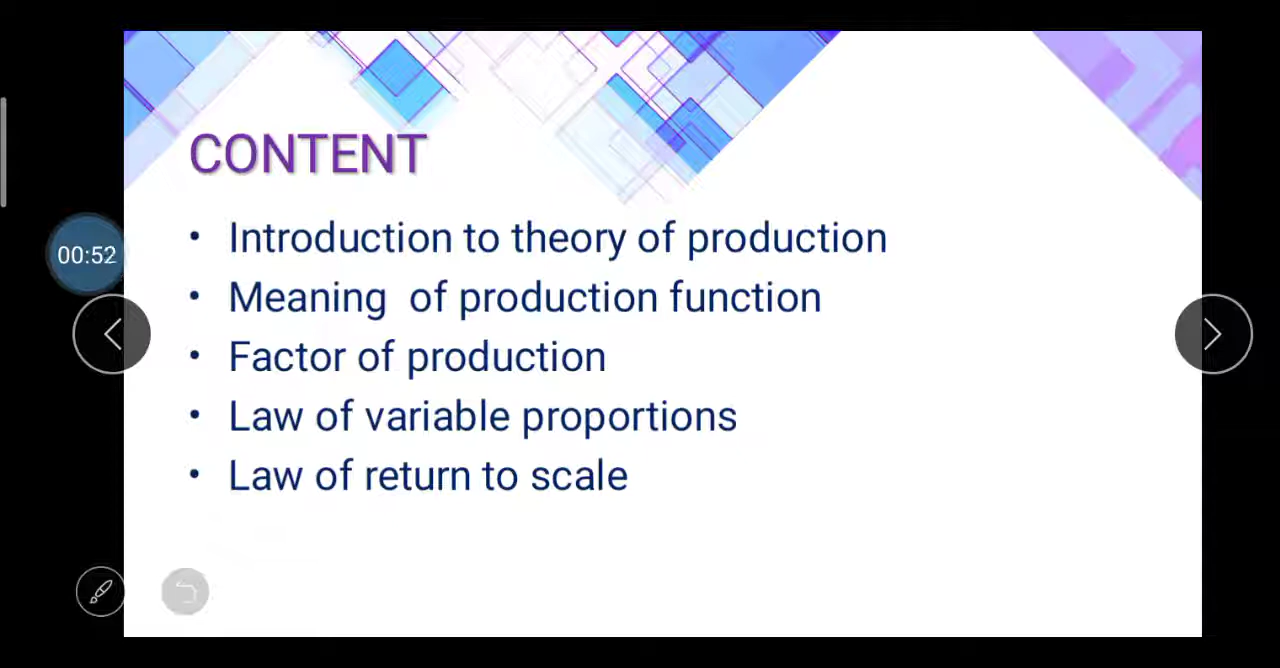 CONTENT
• Introduction to theory of production
• Meaning of production function
• Factor of production
• Law of variable proportions
• Law of return to scale
00:52